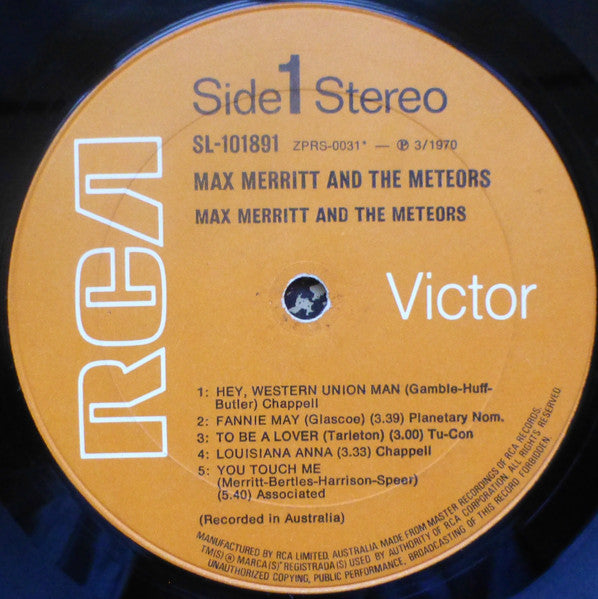 Side 1 Stereo
SL-101891 ZPRS-0031* — ℗ 3/1970
MAX MERRITT AND THE METEORS
MAX MERRITT AND THE METEORS
RCA
Victor
1: HEY, WESTERN UNION MAN (Gamble-Huff-
Butler) Chappell
2: FANNIE MAY (Glascoe) (3.39) Planetary Nom.
3: TO BE A LOVER (Tarleton) (3.00) Tu-Con
4: LOUISIANA ANNA (3.33) Chappell
5: YOU TOUCH ME
(Merritt-Bertles-Harrison-Speer)
(5.40) Associated
(Recorded in Australia)
MANUFACTURED BY RCA LIMITED, AUSTRALIA MADE FROM MASTER RECORDINGS OF RCA RECORDS.
TM(S) ® MARCA(S) REGISTRADA(S) USED BY AUTHORITY OF RCA CORPORATION. ALL RIGHTS RESERVED
UNAUTHORIZED COPYING, PUBLIC PERFORMANCE, BROADCASTING OF THIS RECORD FORBIDDEN.